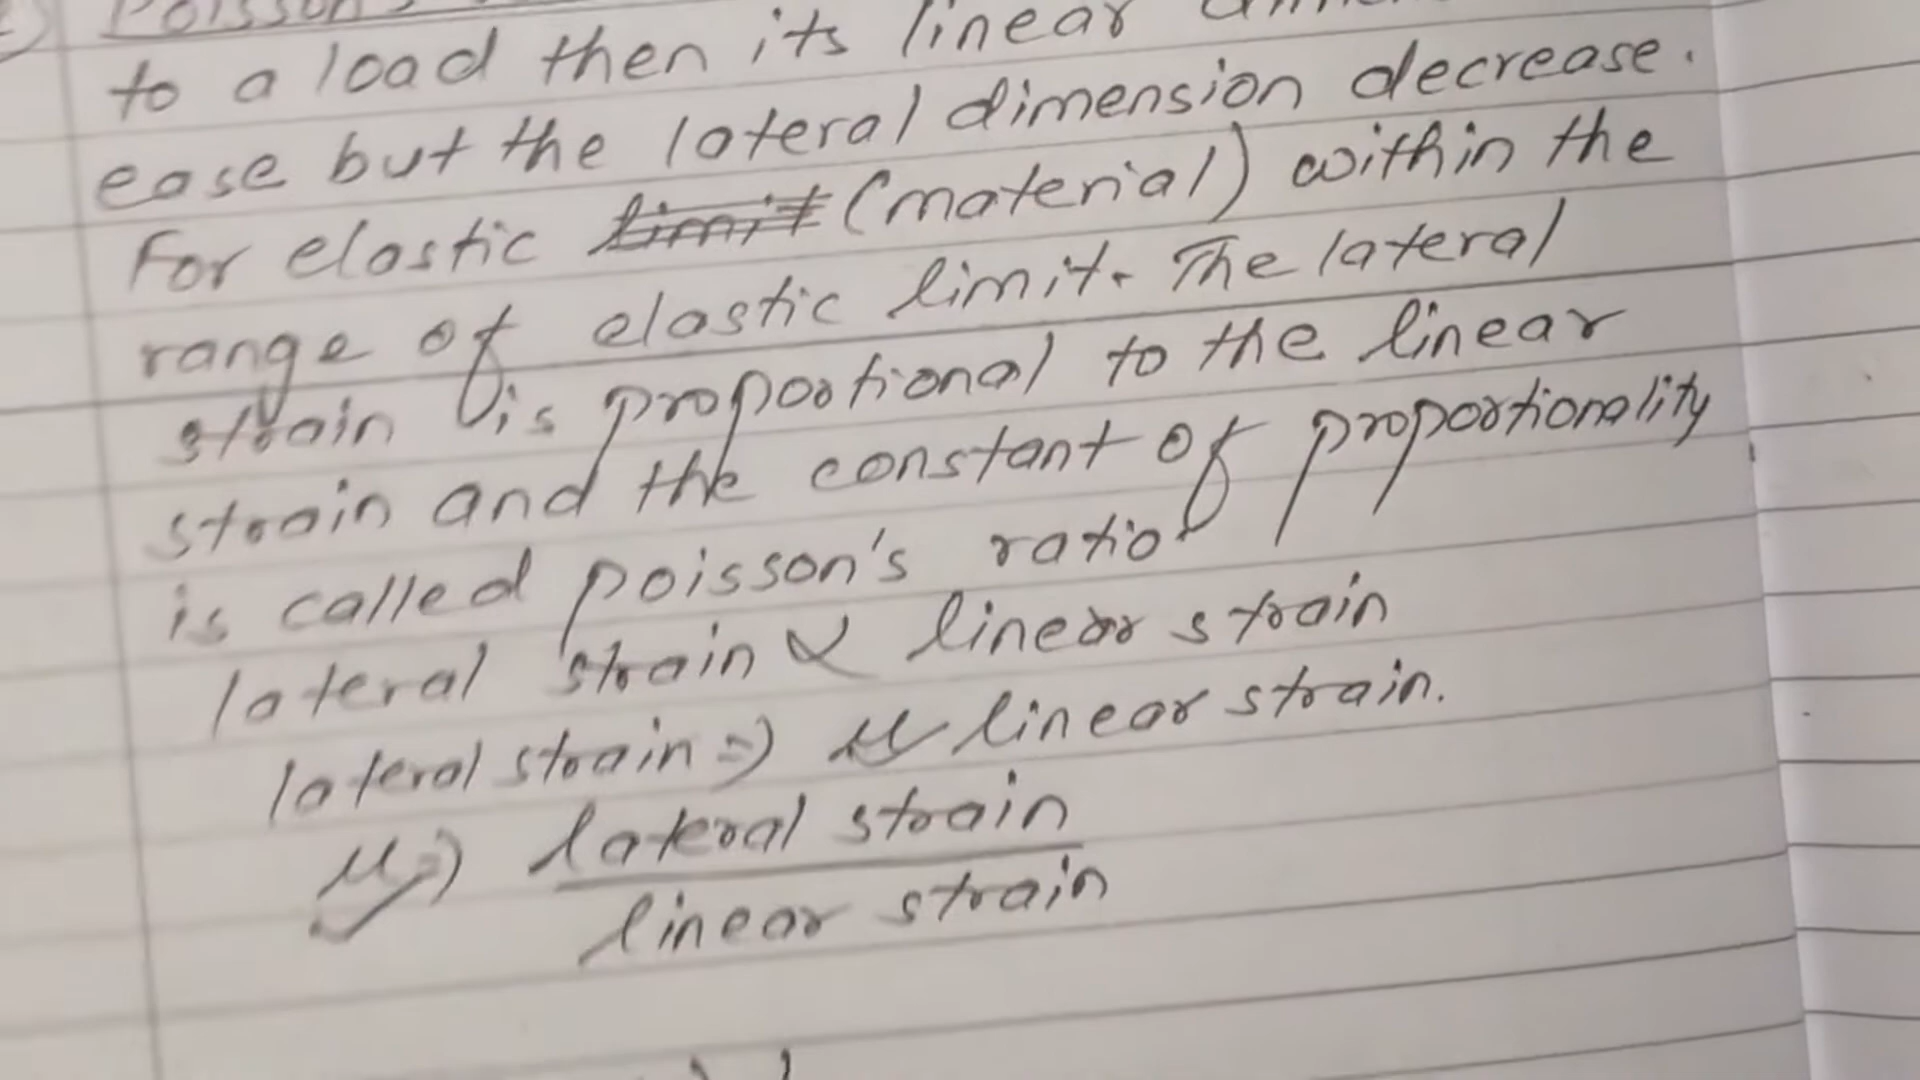 to a load then its linear
ease but the lateral dimension decrease.
For elastic limit (material) within the
range of elastic limit. The lateral
strain is proportional to the linear
strain and the constant of proportionality
is called poisson's ratio
lateral strain ∝ linear strain
lateral strain => μ linear strain.
μ => lateral strain
linear strain